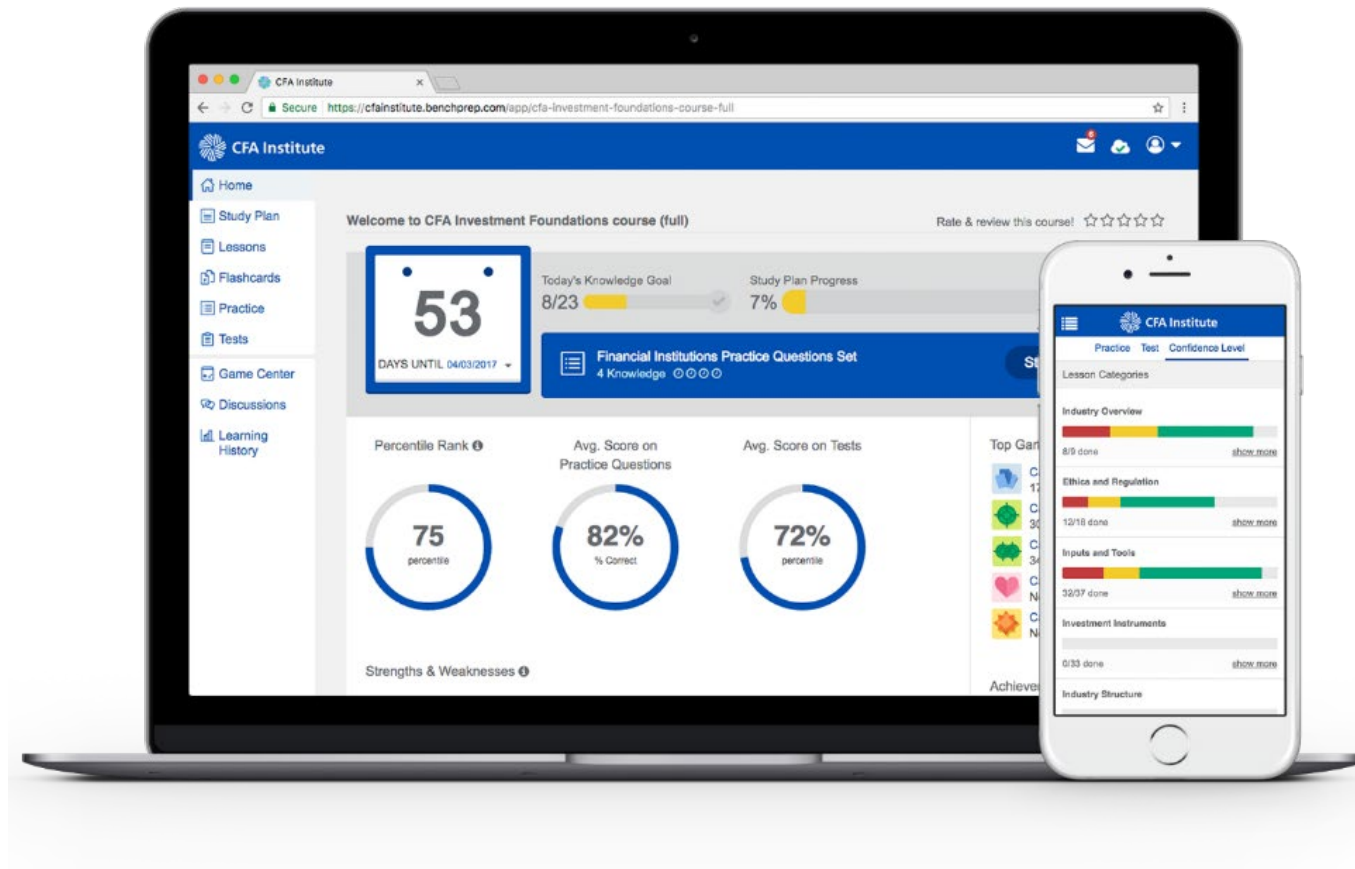 CFA Institute
Secure https://cfainstitute.benchprep.com/app/cfa-investment-foundations-course-full
CFA Institute
6
Home
Study Plan
Lessons
Flashcards
Practice
Tests
Game Center
Discussions
Learning
History
Welcome to CFA Investment Foundations course (full)
Rate & review this course!
53
DAYS UNTIL 04/03/2017
Today's Knowledge Goal
8/23
Study Plan Progress
7%
Financial Institutions Practice Questions Set
4 Knowledge
Percentile Rank
75
percentile
Avg. Score on
Practice Questions
82%
% Correct
Avg. Score on Tests
72%
percentile
Strengths & Weaknesses
Top
CFA Institute
Practice Test Confidence Level
Lesson Categories
Industry Overview
8/9 done show more
Ethics and Regulation
12/18 done show more
Inputs and Tools
32/37 done show more
Investment Instruments
0/33 done show more
Industry Structure